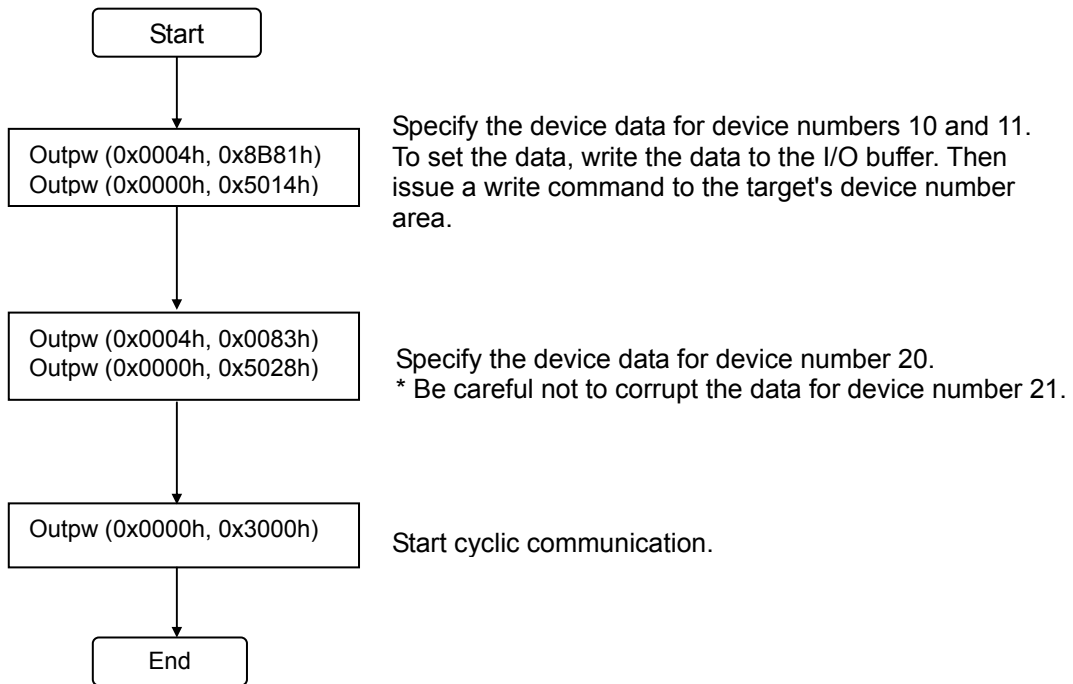 Start
Outpw (0x0004h, 0x8B81h)
Outpw (0x0000h, 0x5014h)
Specify the device data for device numbers 10 and 11.
To set the data, write the data to the I/O buffer. Then
issue a write command to the target's device number
area.
Outpw (0x0004h, 0x0083h)
Outpw (0x0000h, 0x5028h)
Specify the device data for device number 20.
* Be careful not to corrupt the data for device number 21.
Outpw (0x0000h, 0x3000h)
Start cyclic communication.
End